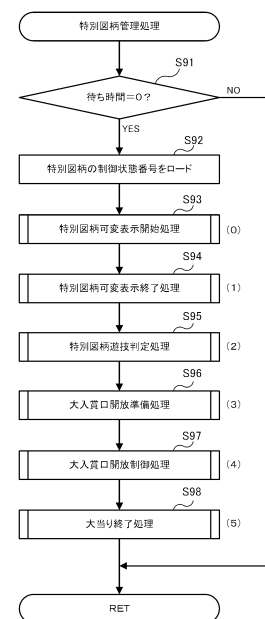 特別図柄管理処理
S91
待ち時間=0?
NO
YES
S92
特別図柄の制御状態番号をロード
S93
特別図柄可変表示開始処理 (0)
S94
特別図柄可変表示終了処理 (1)
S95
特別図柄遊技判定処理 (2)
S96
大入賞口開放準備処理 (3)
S97
大入賞口開放制御処理 (4)
S98
大当り終了処理 (5)
RET